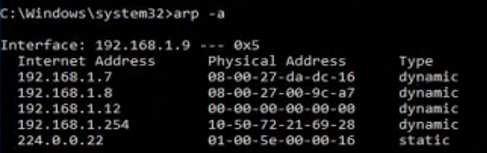 C:\Windows\system32>arp -a
Interface: 192.168.1.9 --- 0x5
Internet Address Physical Address Type
192.168.1.7 08-00-27-da-dc-16 dynamic
192.168.1.8 08-00-27-00-9c-a7 dynamic
192.168.1.12 00-00-00-00-00-00 dynamic
192.168.1.254 10-50-72-21-69-28 dynamic
224.0.0.22 01-00-5e-00-00-16 static